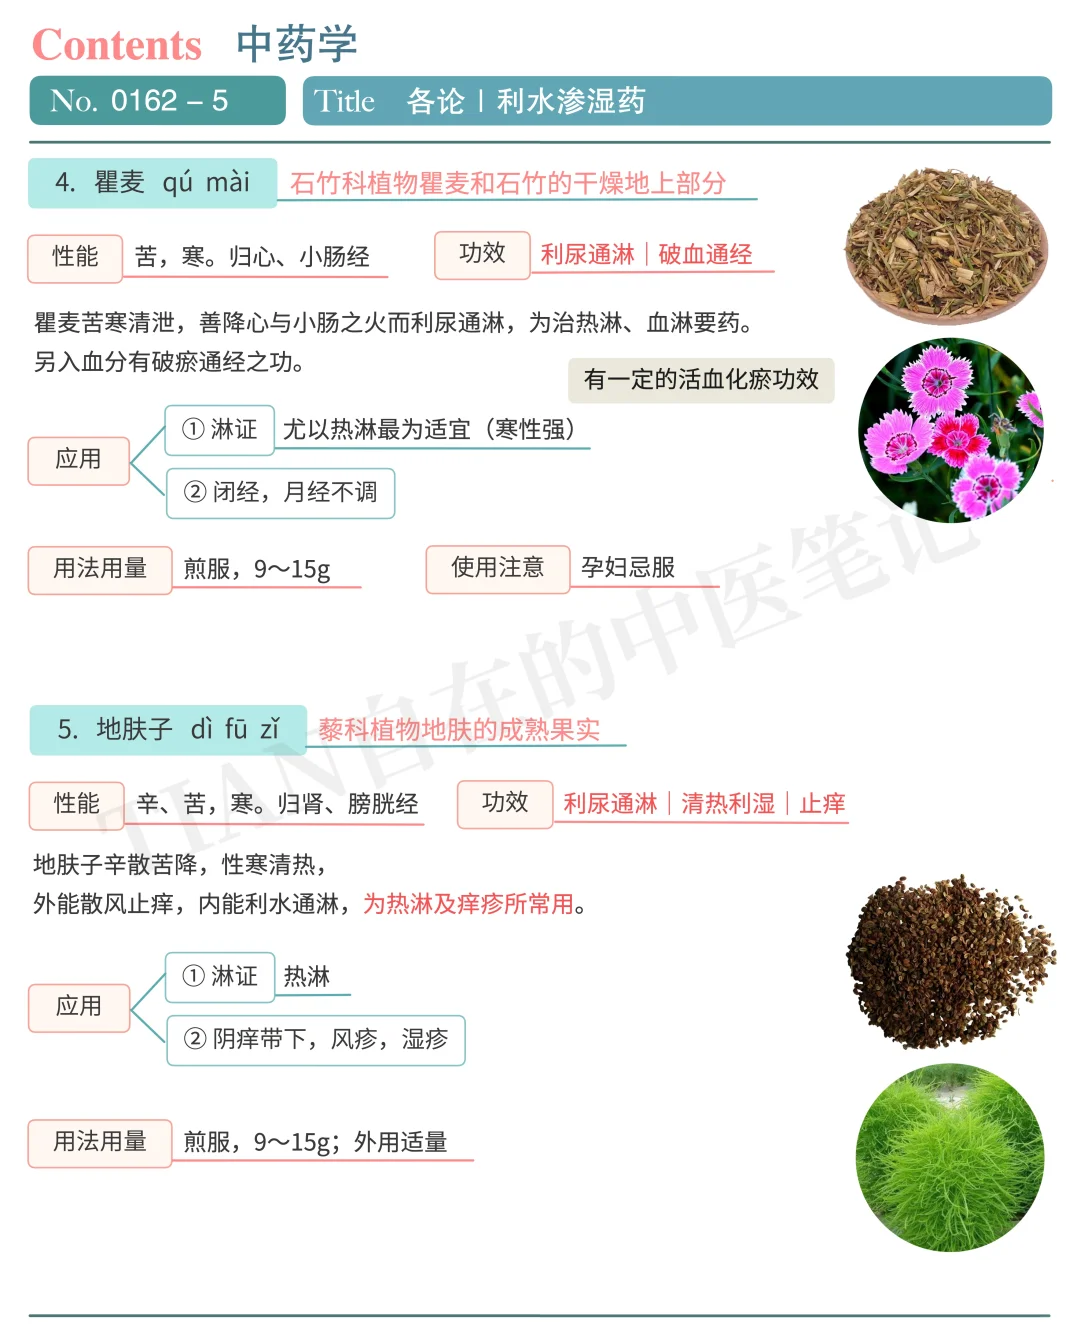 Contents 中药学
No. 0162 – 5
Title 各论 | 利水渗湿药
4. 瞿麦 qú mài 石竹科植物瞿麦和石竹的干燥地上部分
性能 苦，寒。归心、小肠经 功效 利尿通淋｜破血通经
瞿麦苦寒清泄，善降心与小肠之火而利尿通淋，为治热淋、血淋要药。
另入血分有破瘀通经之功。
有一定的活血化瘀功效
应用
① 淋证 尤以热淋最为适宜（寒性强）
② 闭经，月经不调
用法用量 煎服，9～15g 使用注意 孕妇忌服
5. 地肤子 dì fū zǐ 藜科植物地肤的成熟果实
性能 辛、苦，寒。归肾、膀胱经 功效 利尿通淋｜清热利湿｜止痒
地肤子辛散苦降，性寒清热，
外能散风止痒，内能利水通淋，为热淋及痒疹所常用。
应用
① 淋证 热淋
② 阴痒带下，风疹，湿疹
用法用量 煎服，9～15g；外用适量
TIAN自在的中医笔记